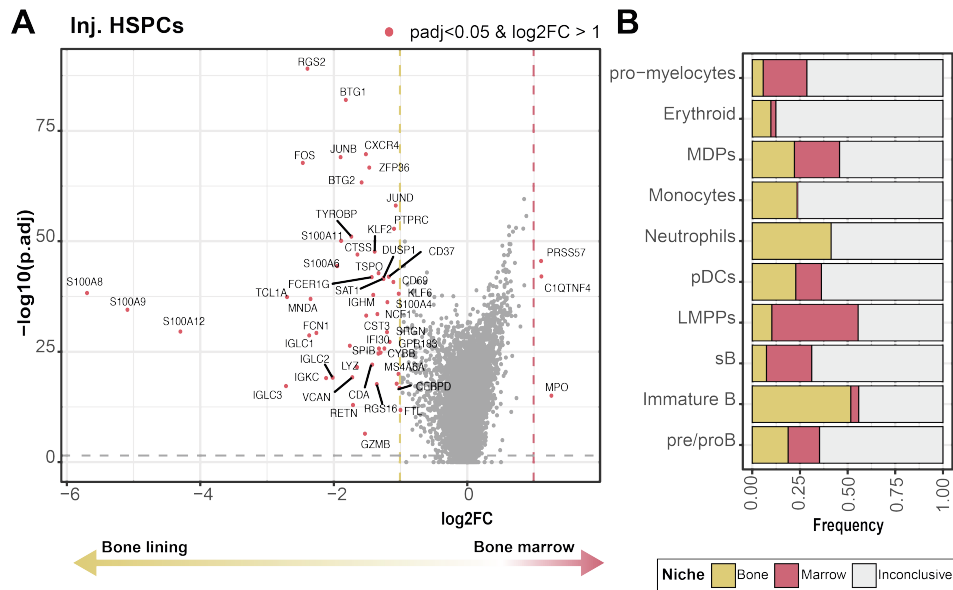 A
Inj. HSPCs
padj<0.05 & log2FC > 1
−log10(p.adj)
75
50
25
0
−6
−4
−2
0
log2FC
RGS2
BTG1
FOS
JUNB
CXCR4
ZFP36
BTG2
JUND
TYROBP
PTPRC
KLF2
S100A11
CTSS
DUSP1
CD37
S100A6
TSPO
S100A8
FCER1G
SAT1
CD69
KLF6
TCL1A
S100A9
MNDA
IGHM
S100A4
NCF1
S100A12
FCN1
CST3
SRGN
IGLC1
IFI30
GPR183
SPIB
CYBB
IGLC2
LYZ
MS4A6A
IGKC
CEBPD
IGLC3
VCAN
CDA
RETN
RGS16
FTL
GZMB
PRSS57
C1QTNF4
MPO
Bone lining
Bone marrow
B
pro−myelocytes
Erythroid
MDPs
Monocytes
Neutrophils
pDCs
LMPPs
sB
Immature B
pre/proB
0.00
0.25
0.50
0.75
1.00
Frequency
Niche Bone Marrow Inconclusive